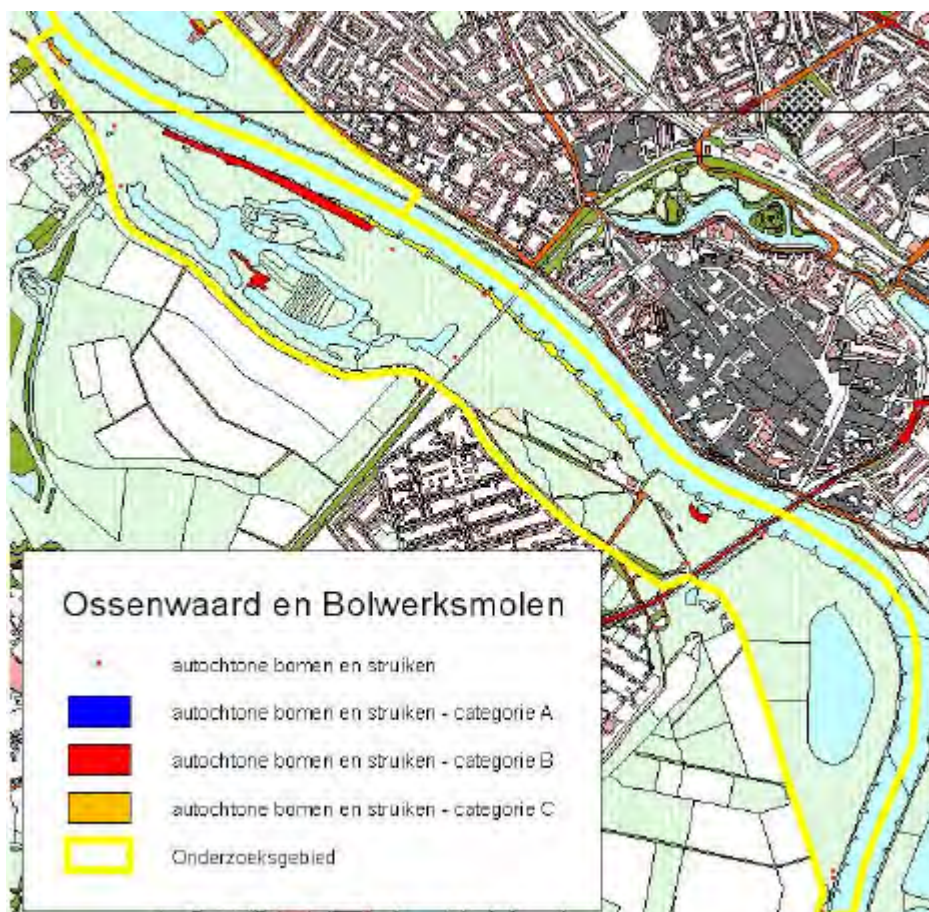 Ossenwaard en Bolwerksmolen
autochtone bomen en struiken
autochtone bomen en struiken - categorie A
autochtone bomen en struiken - categorie B
autochtone bomen en struiken - categorie C
Onderzoeksgebied